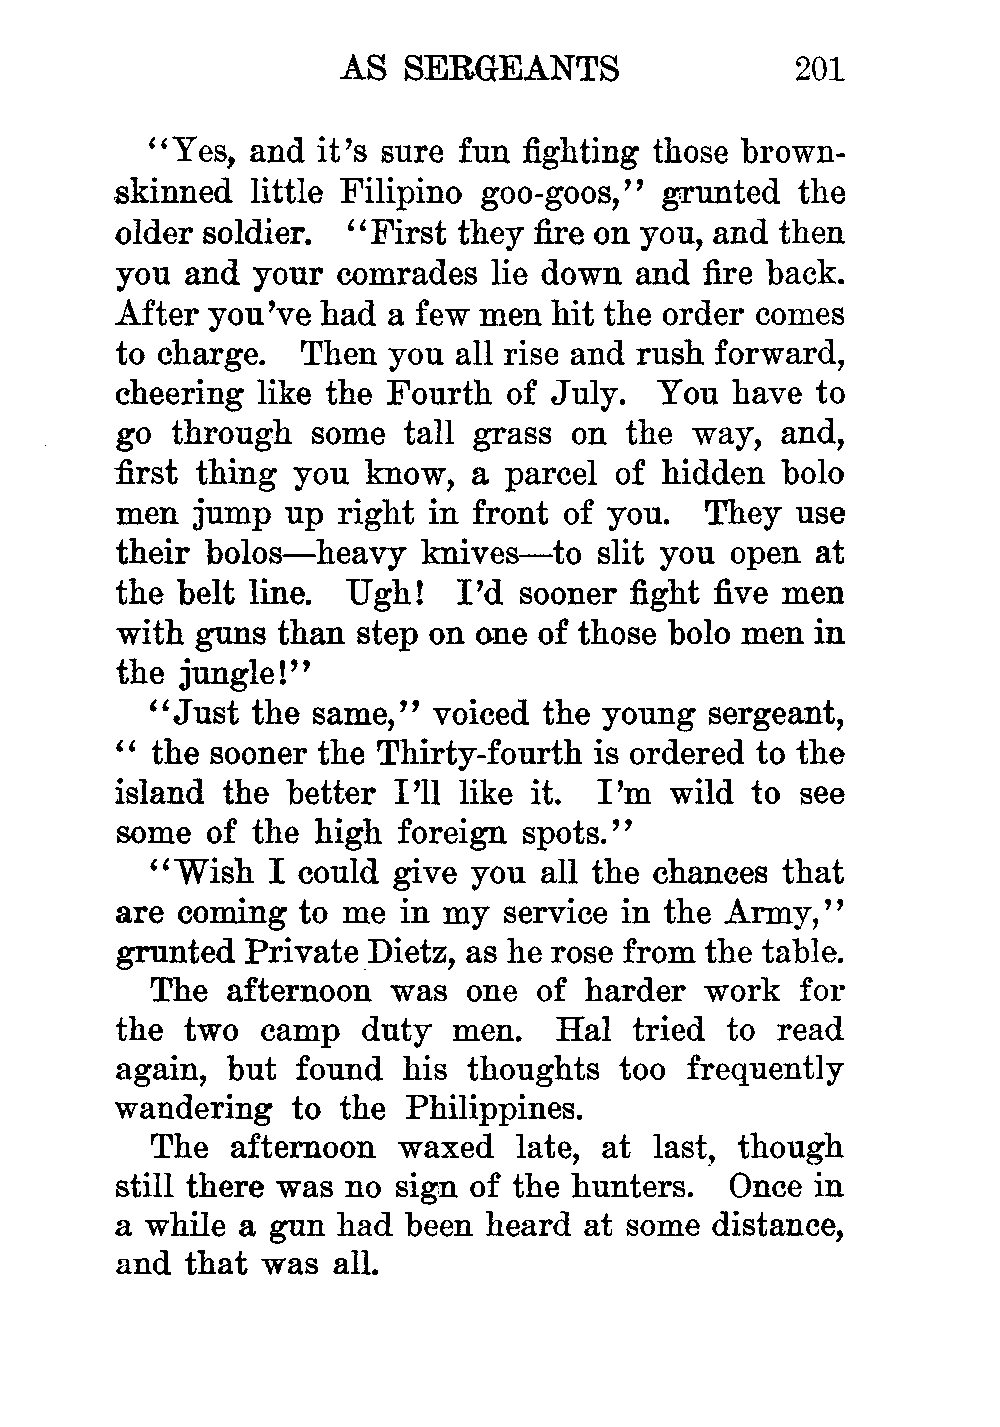 AS SERGEANTS 201
“Yes, and it’s sure fun fighting those brown-
skinned little Filipino goo-goos,” grunted the
older soldier. “First they fire on you, and then
you and your comrades lie down and fire back.
After you’ve had a few men hit the order comes
to charge. Then you all rise and rush forward,
cheering like the Fourth of July. You have to
go through some tall grass on the way, and,
first thing you know, a parcel of hidden bolo
men jump up right in front of you. They use
their bolos—heavy knives—to slit you open at
the belt line. Ugh! I’d sooner fight five men
with guns than step on one of those bolo men in
the jungle!”
“Just the same,” voiced the young sergeant,
“ the sooner the Thirty-fourth is ordered to the
island the better I’ll like it. I’m wild to see
some of the high foreign spots.”
“Wish I could give you all the chances that
are coming to me in my service in the Army,”
grunted Private Dietz, as he rose from the table.
The afternoon was one of harder work for
the two camp duty men. Hal tried to read
again, but found his thoughts too frequently
wandering to the Philippines.
The afternoon waxed late, at last, though
still there was no sign of the hunters. Once in
a while a gun had been heard at some distance,
and that was all.